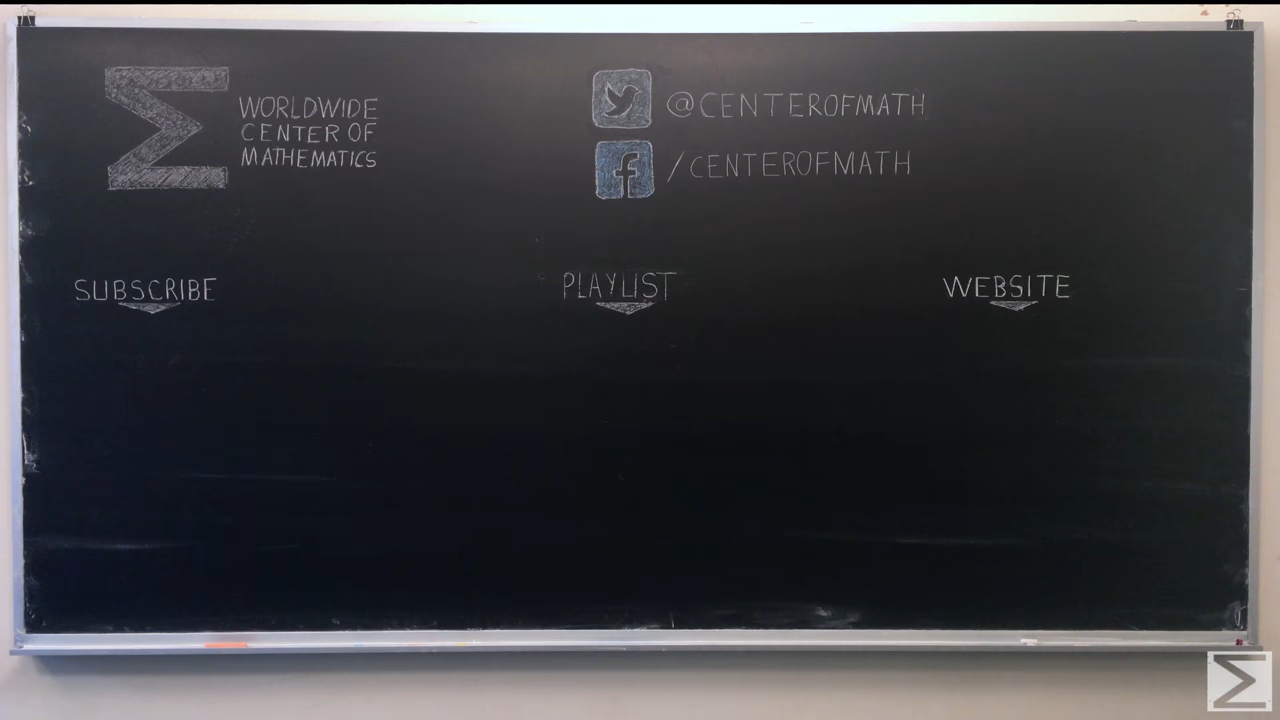 WORLDWIDE
CENTER OF
MATHEMATICS
@CENTEROFMATH
/CENTEROFMATH
SUBSCRIBE
PLAYLIST
WEBSITE